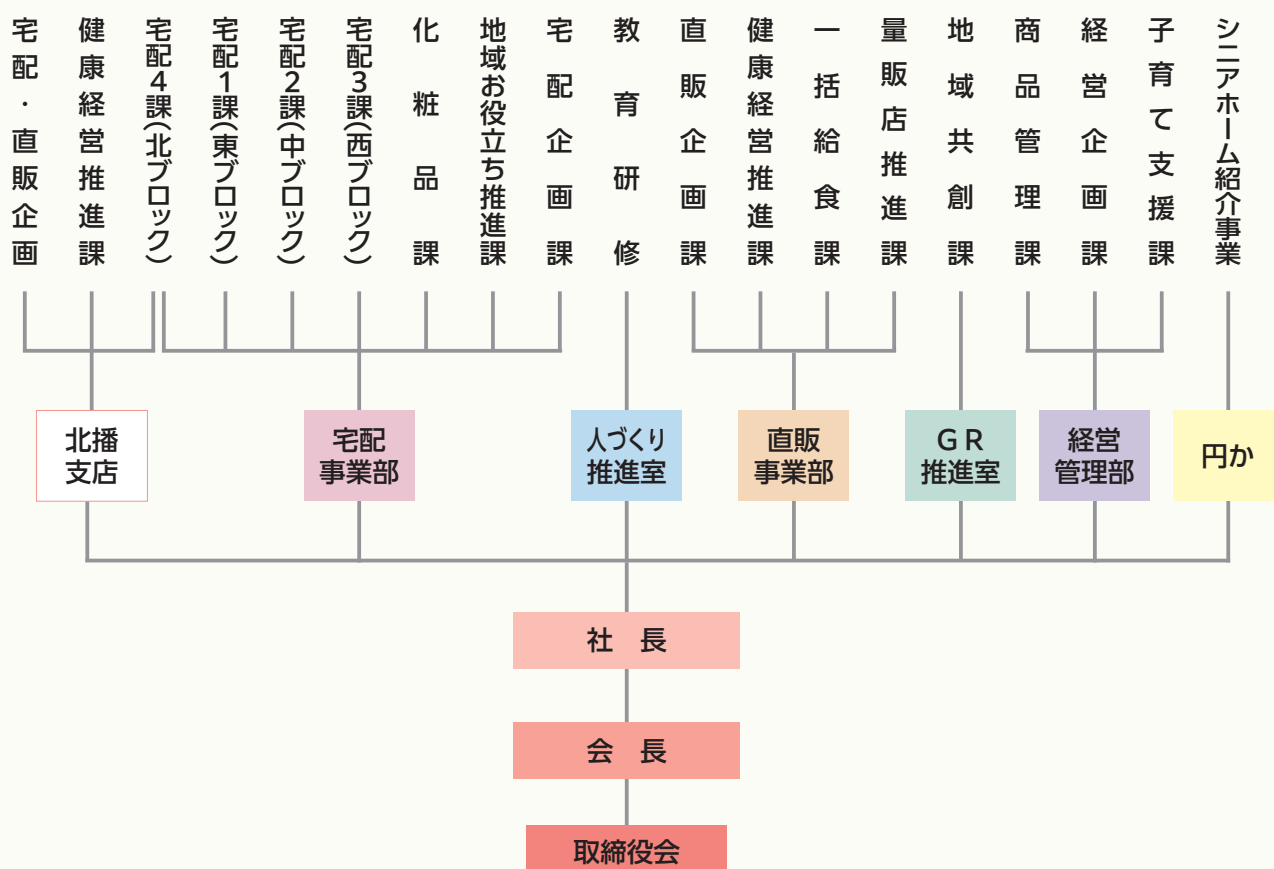 宅配・直販企画
健康経営推進課
宅配4課(北ブロック)
宅配1課(東ブロック)
宅配2課(中ブロック)
宅配3課(西ブロック)
化粧品課
地域お役立ち推進課
宅配企画課
教育研修
直販企画課
健康経営推進課
一括給食課
量販店推進課
地域共創課
商品管理課
経営企画課
子育て支援課
シニアホーム紹介事業
北播
支店
宅配
事業部
人づくり
推進室
直販
事業部
GR
推進室
経営
管理部
円か
社 長
会 長
取締役会